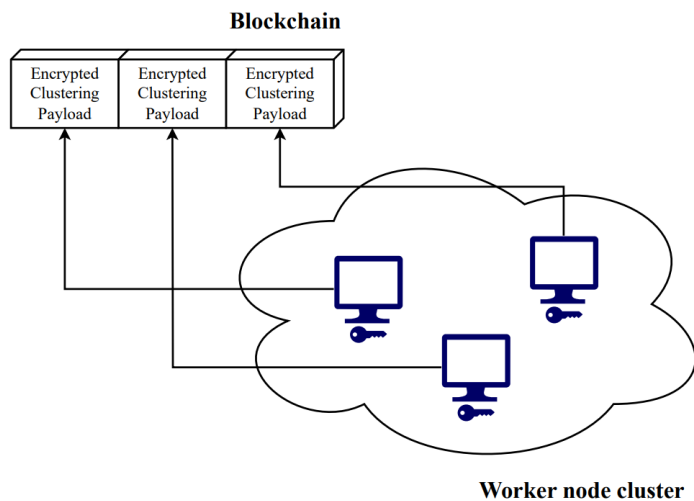 Blockchain
Encrypted
Clustering
Payload
Encrypted
Clustering
Payload
Encrypted
Clustering
Payload
Worker node cluster